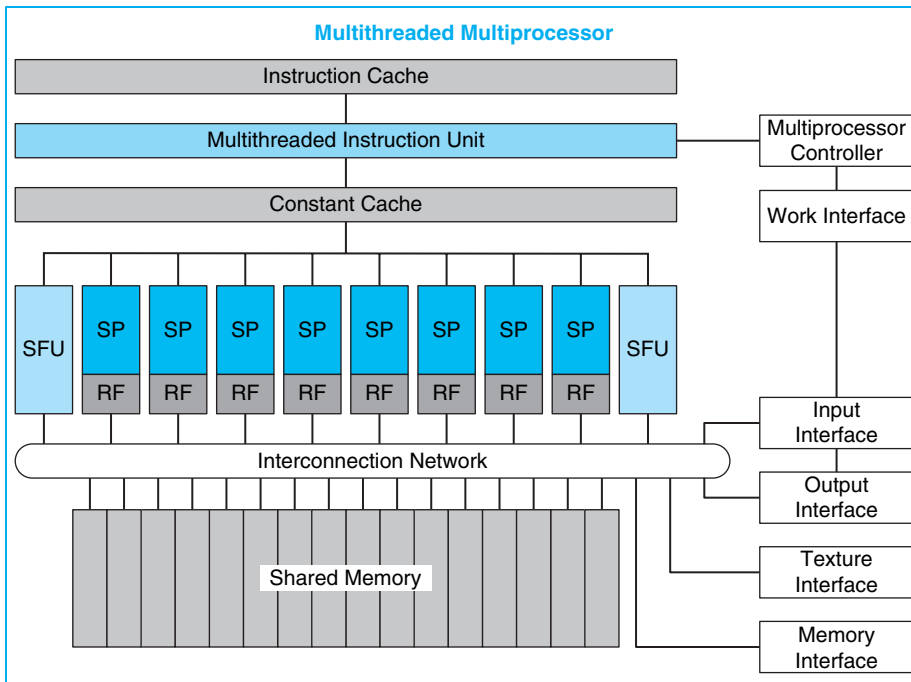 Multithreaded Multiprocessor
Instruction Cache
Multithreaded Instruction Unit
Multiprocessor
Controller
Constant Cache
Work Interface
SFU SP SP SP SP SP SP SP SP SFU
RF RF RF RF RF RF RF RF
Input
Interface
Interconnection Network
Output
Interface
Shared Memory
Texture
Interface
Memory
Interface